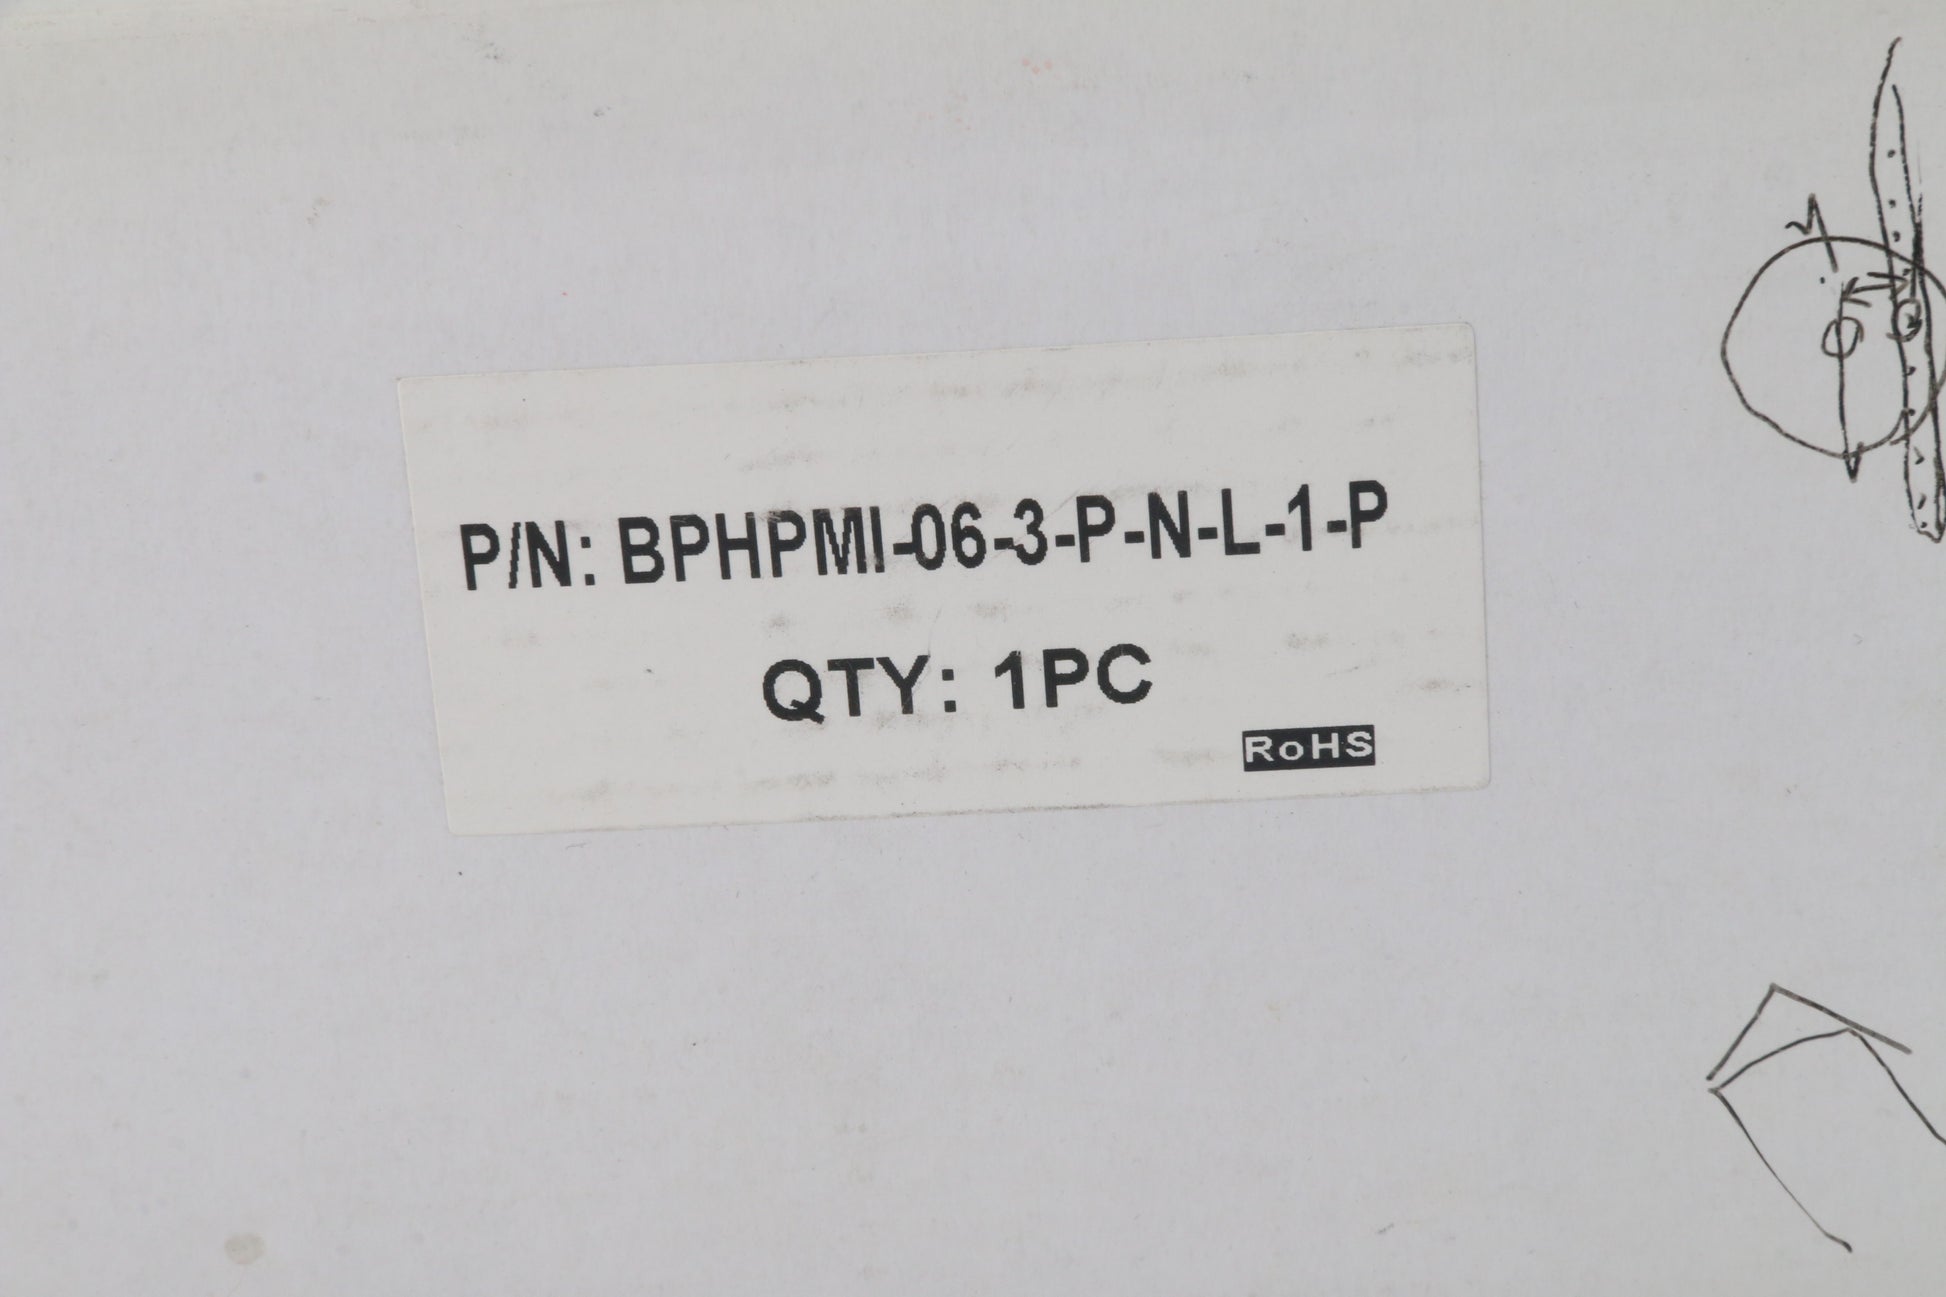 P/N: BPHPMI-06-3-P-N-L-1-P
QTY: 1PC
RoHS